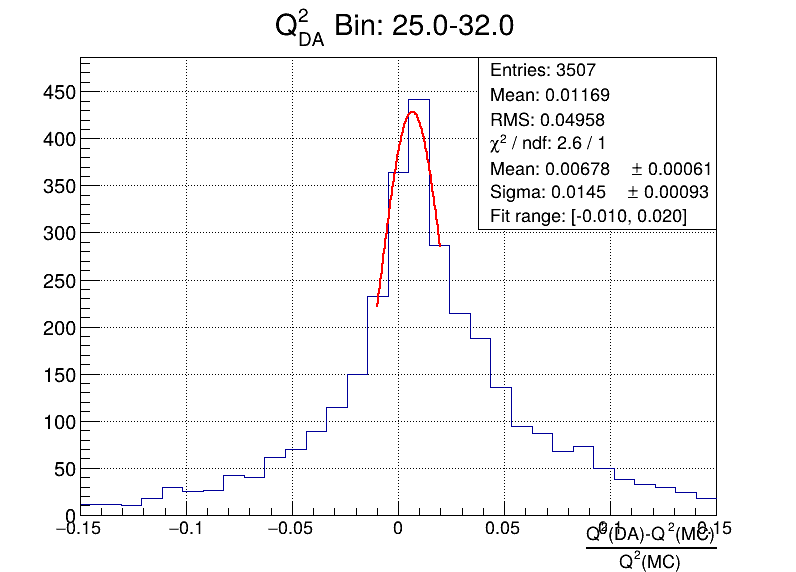 Q²_DA Bin: 25.0-32.0
Entries: 3507
Mean: 0.01169
RMS: 0.04958
χ² / ndf: 2.6 / 1
Mean: 0.00678 ± 0.00061
Sigma: 0.0145 ± 0.00093
Fit range: [-0.010, 0.020]
450
400
350
300
250
200
150
100
50
0
−0.15 −0.1 −0.05 0 0.05 0.1 0.15
Q²(DA)-Q²(MC)
Q²(MC)